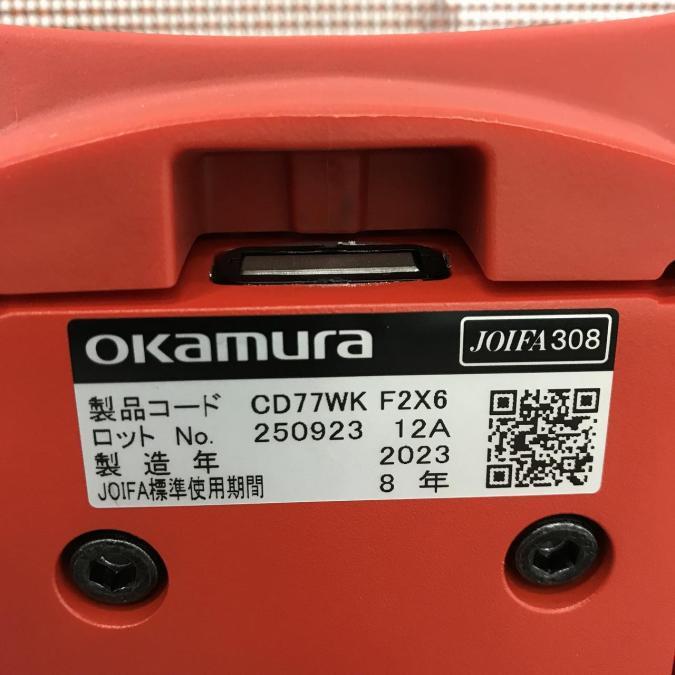 OKamura
JOIFA308
製品コード CD77WK F2X6
ロット No. 250923 12A
製造年 2023
JOIFA標準使用期間 8年